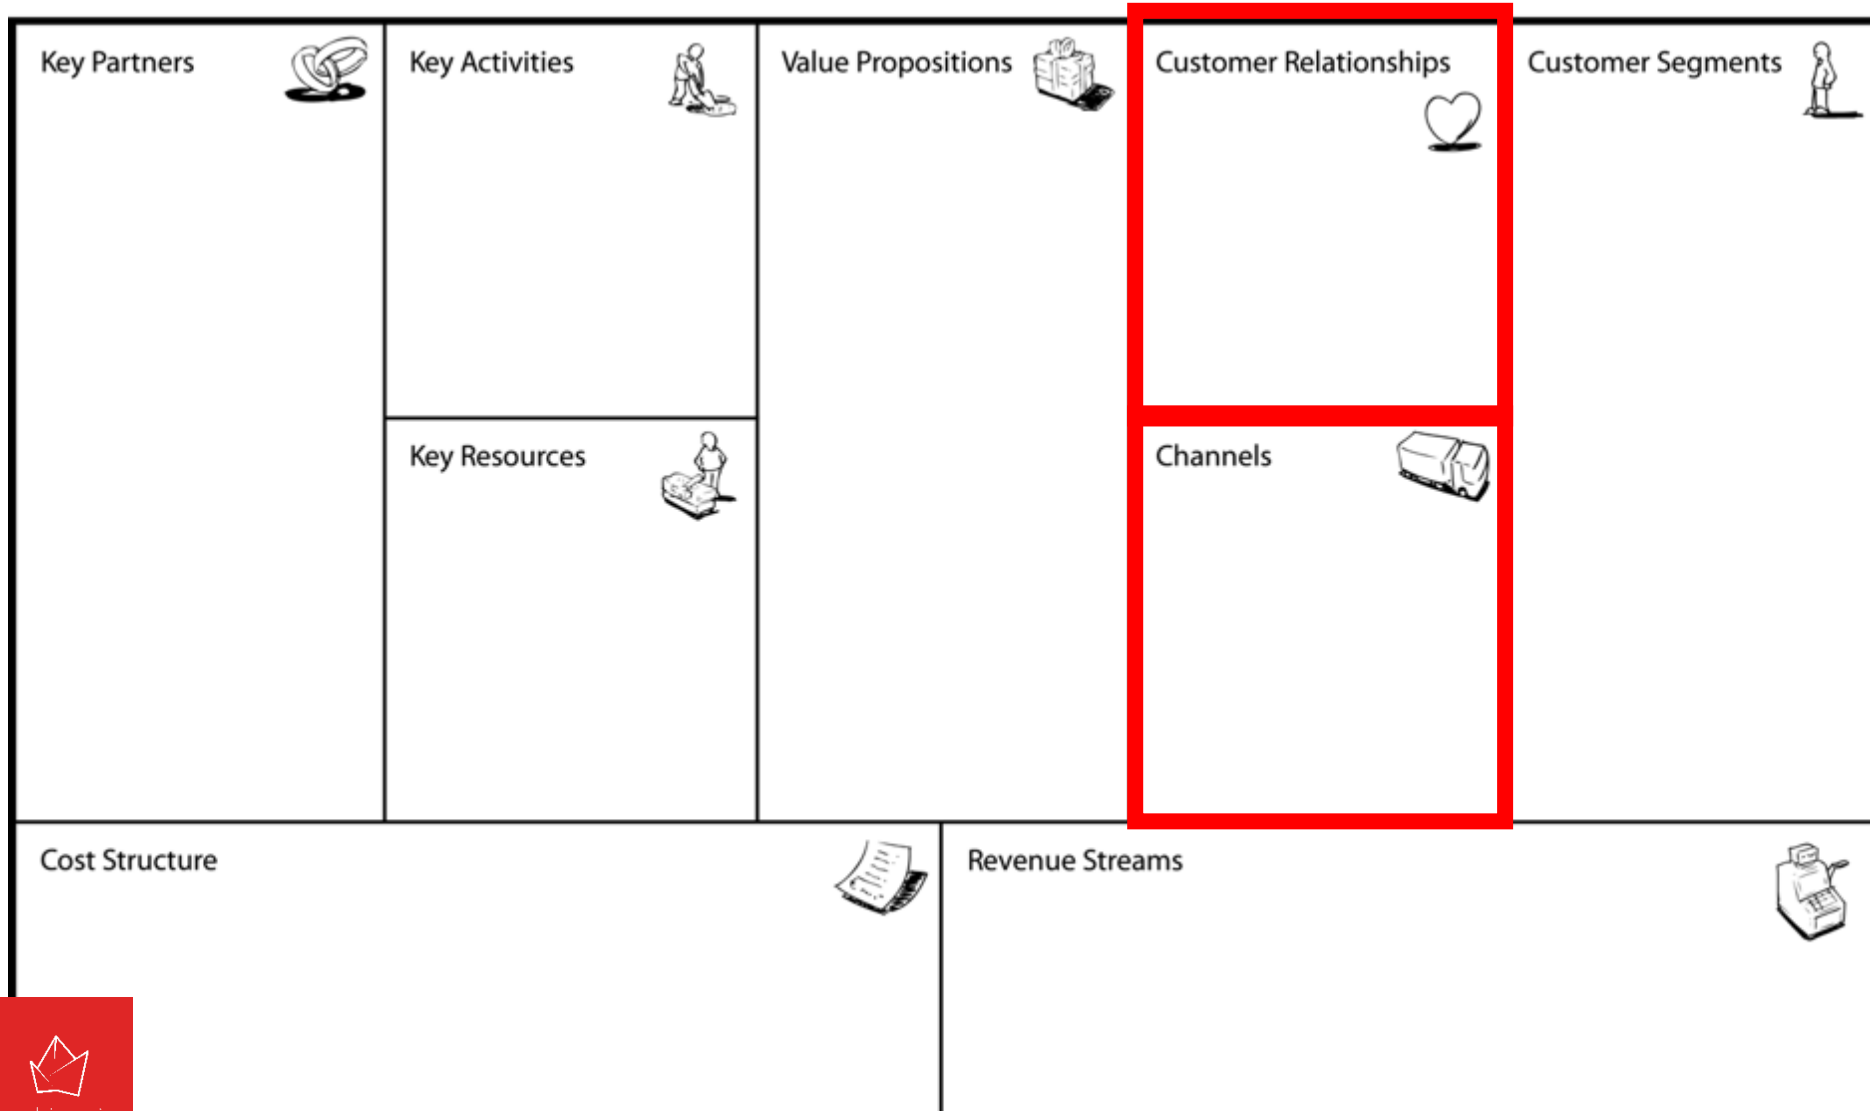 Key Partners
Key Activities
Value Propositions
Customer Relationships
Customer Segments
Key Resources
Channels
Cost Structure
Revenue Streams